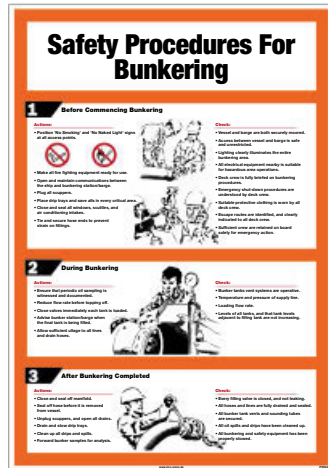 Safety Procedures For
Bunkering
1 Before Commencing Bunkering
Actions:
• Position 'No Smoking' and 'No Naked Light' signs
at all access points.
• Make all fire fighting equipment ready for use.
• Open and maintain communications between
the ship and bunkering station/barge.
• Plug all scuppers.
• Place drip trays and save alls in every critical area.
• Close and seal all windows, scuttles, and
air conditioning intakes.
• Tie and secure hose ends to prevent
strain on fittings.
Check:
• Vessel and barge are both securely moored.
• Access between vessel and barge is safe
and unrestricted.
• Lighting clearly illuminates the entire
bunkering area.
• All electrical equipment nearby is suitable
for hazardous area operations.
• Deck crew is fully briefed on bunkering
procedures.
• Emergency shut down procedures are
understood by deck crew.
• Suitable protective clothing is worn by all
deck crew.
• Escape routes are identified, and clearly
indicated to all deck crew.
• Sufficient crew are retained on board
safely for emergency action.
2 During Bunkering
Actions:
• Ensure that periodic oil sampling is
witnessed and documented.
• Reduce flow rate before topping off.
• Close valves immediately each tank is loaded.
• Advise bunker station/barge when
the final tank is being filled.
• Allow sufficient ullage to all lines
and drain hoses.
Check:
• Bunker tanks vent systems are operative.
• Temperature and pressure of supply line.
• Loading flow rate.
• Levels of all tanks, and that tank levels
adjacent to filling tank are not increasing.
3 After Bunkering Completed
Actions:
• Close and seal off manifold.
• Seal off hose before it is removed
from vessel.
• Unplug scuppers, and open all drains.
• Drain and stow drip trays.
• Clean up all drips and spills.
• Forward bunker samples for analysis.
Check:
• Every filling valve is closed, and not leaking.
• All hoses and lines are fully drained and sealed.
• All bunker tank vents and sounding tubes
are secured.
• All oil spills and drips have been cleaned up.
• All bunkering and safety equipment has been
properly stowed.